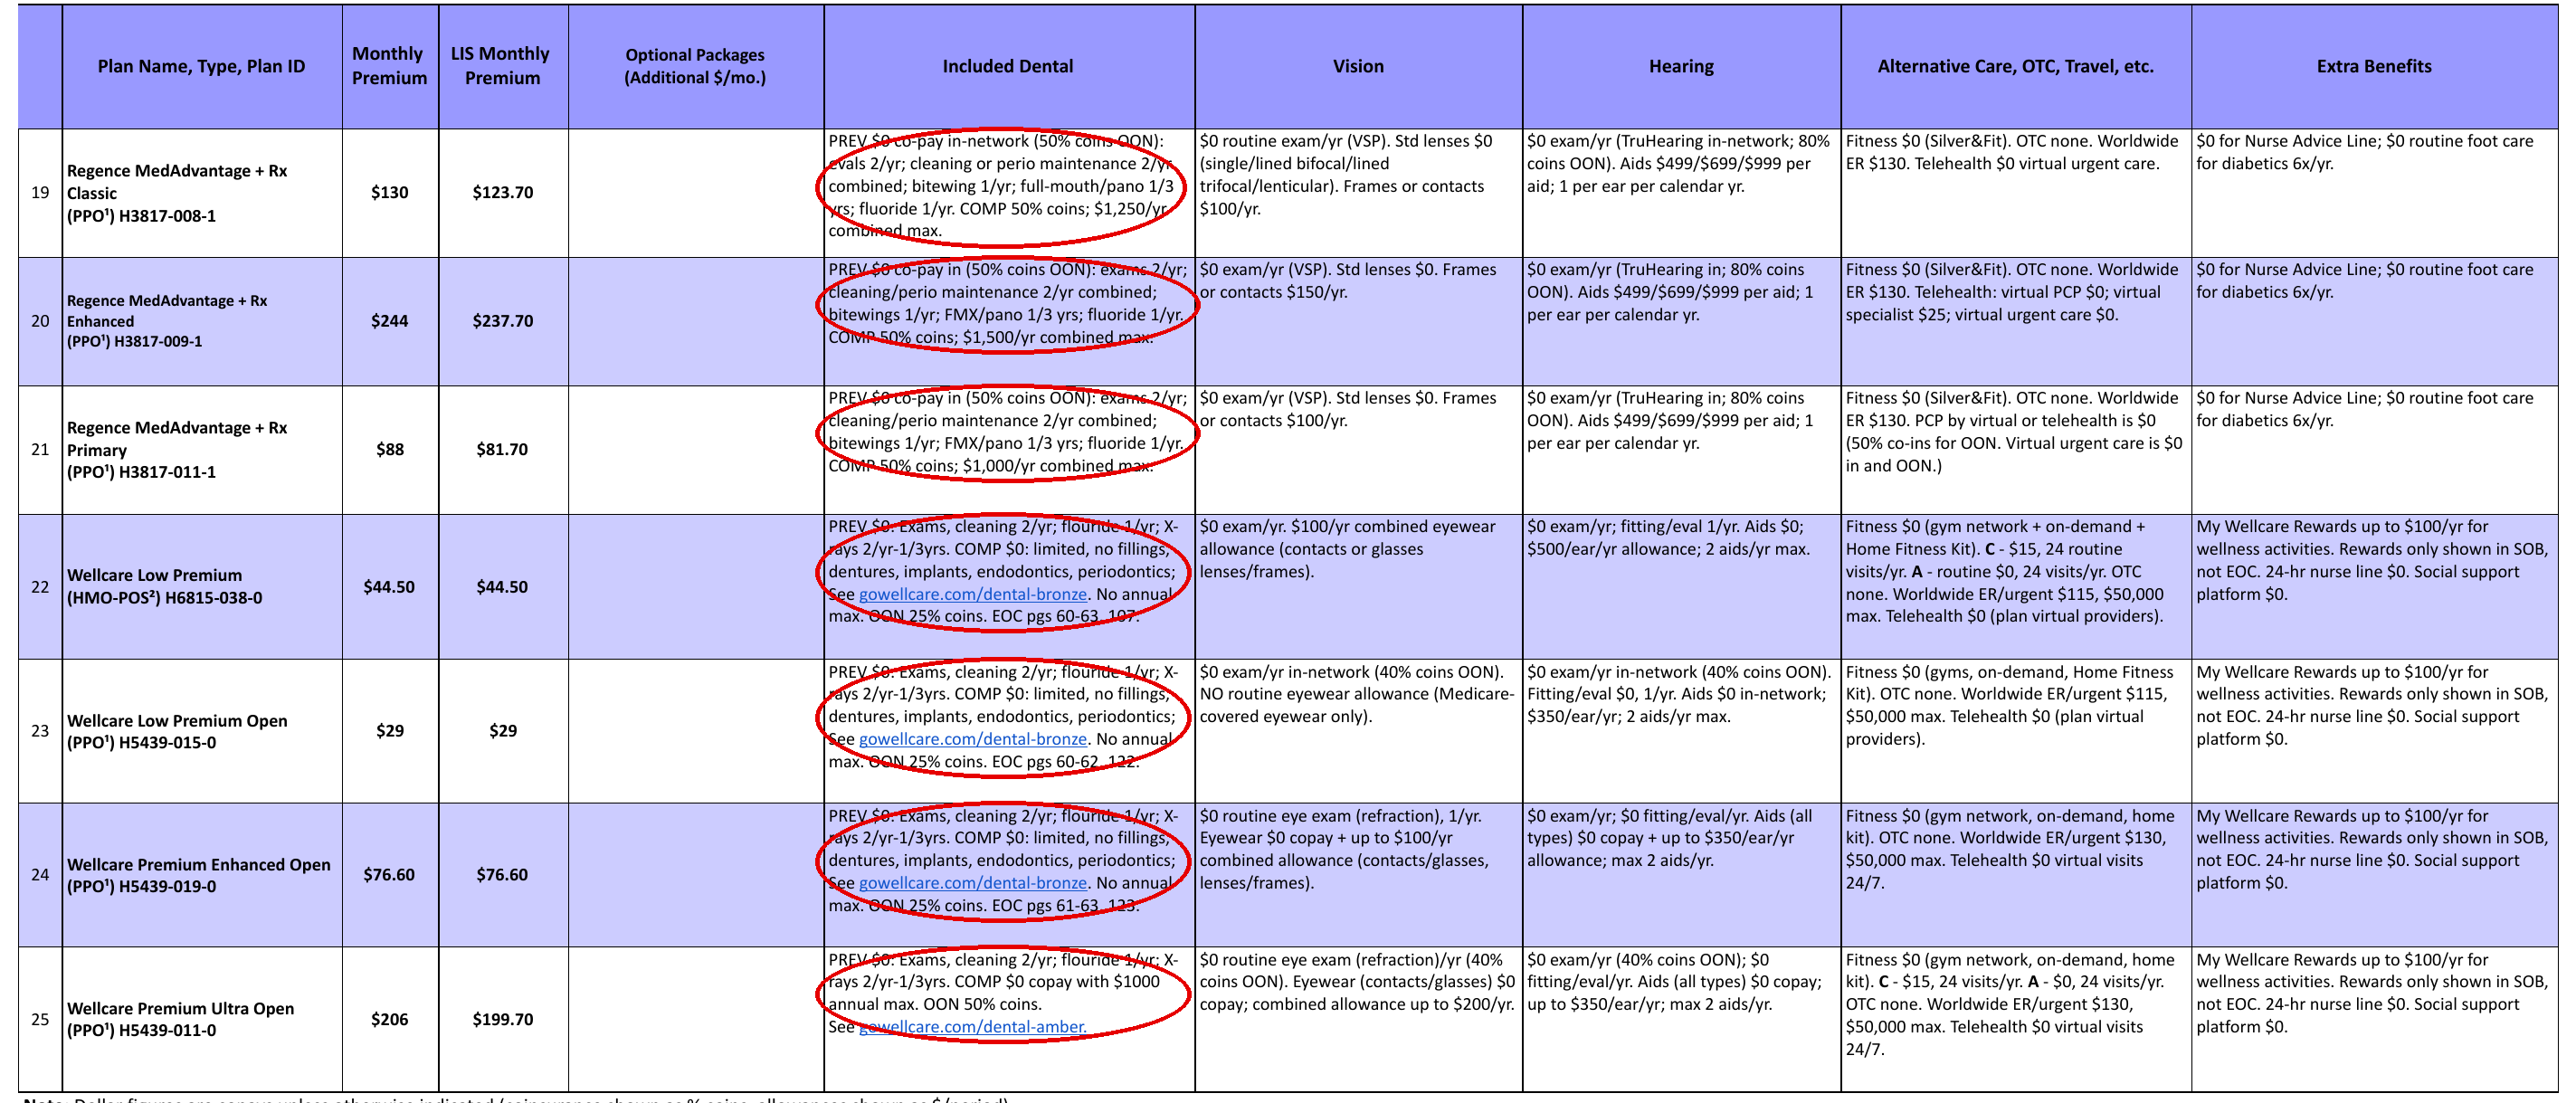 Plan Name, Type, Plan ID
Monthly
Premium
LIS Monthly
Premium
Optional Packages
(Additional $/mo.)
Included Dental
Vision
Hearing
Alternative Care, OTC, Travel, etc.
Extra Benefits
19
Regence MedAdvantage + Rx
Classic
(PPO¹) H3817-008-1
$130
$123.70
PREV $0 co-pay in-network (50% coins OON):
evals 2/yr; cleaning or perio maintenance 2/yr
combined; bitewing 1/yr; full-mouth/pano 1/3
yrs; fluoride 1/yr. COMP 50% coins; $1,250/yr
combined max.
$0 routine exam/yr (VSP). Std lenses $0
(single/lined bifocal/lined
trifocal/lenticular). Frames or contacts
$100/yr.
$0 exam/yr (TruHearing in-network; 80%
coins OON). Aids $499/$699/$999 per
aid; 1 per ear per calendar yr.
Fitness $0 (Silver&Fit). OTC none. Worldwide
ER $130. Telehealth $0 virtual urgent care.
$0 for Nurse Advice Line; $0 routine foot care
for diabetics 6x/yr.
20
Regence MedAdvantage + Rx
Enhanced
(PPO¹) H3817-009-1
$244
$237.70
PREV $0 co-pay in (50% coins OON): exams 2/yr;
cleaning/perio maintenance 2/yr combined;
bitewings 1/yr; FMX/pano 1/3 yrs; fluoride 1/yr.
COMP 50% coins; $1,500/yr combined max.
$0 exam/yr (VSP). Std lenses $0. Frames
or contacts $150/yr.
$0 exam/yr (TruHearing in; 80% coins
OON). Aids $499/$699/$999 per aid; 1
per ear per calendar yr.
Fitness $0 (Silver&Fit). OTC none. Worldwide
ER $130. Telehealth: virtual PCP $0; virtual
specialist $25; virtual urgent care $0.
$0 for Nurse Advice Line; $0 routine foot care
for diabetics 6x/yr.
21
Regence MedAdvantage + Rx
Primary
(PPO¹) H3817-011-1
$88
$81.70
PREV $0 co-pay in (50% coins OON): exams 2/yr;
cleaning/perio maintenance 2/yr combined;
bitewings 1/yr; FMX/pano 1/3 yrs; fluoride 1/yr.
COMP 50% coins; $1,000/yr combined max.
$0 exam/yr (VSP). Std lenses $0. Frames
or contacts $100/yr.
$0 exam/yr (TruHearing in; 80% coins
OON). Aids $499/$699/$999 per aid; 1
per ear per calendar yr.
Fitness $0 (Silver&Fit). OTC none. Worldwide
ER $130. PCP by virtual or telehealth is $0
(50% co-ins for OON. Virtual urgent care is $0
in and OON.)
$0 for Nurse Advice Line; $0 routine foot care
for diabetics 6x/yr.
22
Wellcare Low Premium
(HMO-POS²) H6815-038-0
$44.50
$44.50
PREV $0: Exams, cleaning 2/yr; flouride 1/yr; X-
rays 2/yr-1/3yrs. COMP $0: limited, no fillings,
dentures, implants, endodontics, periodontics;
See gowellcare.com/dental-bronze. No annual
max. OON 25% coins. EOC pgs 60-63, 107.
$0 exam/yr. $100/yr combined eyewear
allowance (contacts or glasses
lenses/frames).
$0 exam/yr; fitting/eval 1/yr. Aids $0;
$500/ear/yr allowance; 2 aids/yr max.
Fitness $0 (gym network + on-demand +
Home Fitness Kit). C - $15, 24 routine
visits/yr. A - routine $0, 24 visits/yr. OTC
none. Worldwide ER/urgent $115, $50,000
max. Telehealth $0 (plan virtual providers).
My Wellcare Rewards up to $100/yr for
wellness activities. Rewards only shown in SOB,
not EOC. 24-hr nurse line $0. Social support
platform $0.
23
Wellcare Low Premium Open
(PPO¹) H5439-015-0
$29
$29
PREV $0: Exams, cleaning 2/yr; flouride 1/yr; X-
rays 2/yr-1/3yrs. COMP $0: limited, no fillings,
dentures, implants, endodontics, periodontics;
See gowellcare.com/dental-bronze. No annual
max. OON 25% coins. EOC pgs 60-62, 122.
$0 exam/yr in-network (40% coins OON).
NO routine eyewear allowance (Medicare-
covered eyewear only).
$0 exam/yr in-network (40% coins OON).
Fitting/eval $0, 1/yr. Aids $0 in-network;
$350/ear/yr; 2 aids/yr max.
Fitness $0 (gyms, on-demand, Home Fitness
Kit). OTC none. Worldwide ER/urgent $115,
$50,000 max. Telehealth $0 (plan virtual
providers).
My Wellcare Rewards up to $100/yr for
wellness activities. Rewards only shown in SOB,
not EOC. 24-hr nurse line $0. Social support
platform $0.
24
Wellcare Premium Enhanced Open
(PPO¹) H5439-019-0
$76.60
$76.60
PREV $0: Exams, cleaning 2/yr; flouride 1/yr; X-
rays 2/yr-1/3yrs. COMP $0: limited, no fillings,
dentures, implants, endodontics, periodontics;
See gowellcare.com/dental-bronze. No annual
max. OON 25% coins. EOC pgs 61-63, 123.
$0 routine eye exam (refraction), 1/yr.
Eyewear $0 copay + up to $100/yr
combined allowance (contacts/glasses,
lenses/frames).
$0 exam/yr; $0 fitting/eval/yr. Aids (all
types) $0 copay + up to $350/ear/yr
allowance; max 2 aids/yr.
Fitness $0 (gym network, on-demand, home
kit). OTC none. Worldwide ER/urgent $130,
$50,000 max. Telehealth $0 virtual visits
24/7.
My Wellcare Rewards up to $100/yr for
wellness activities. Rewards only shown in SOB,
not EOC. 24-hr nurse line $0. Social support
platform $0.
25
Wellcare Premium Ultra Open
(PPO¹) H5439-011-0
$206
$199.70
PREV $0: Exams, cleaning 2/yr; flouride 1/yr; X-
rays 2/yr-1/3yrs. COMP $0 copay with $1000
annual max. OON 50% coins.
See gowellcare.com/dental-amber.
$0 routine eye exam (refraction)/yr (40%
coins OON). Eyewear (contacts/glasses) $0
copay; combined allowance up to $200/yr.
$0 exam/yr (40% coins OON); $0
fitting/eval/yr. Aids (all types) $0 copay;
up to $350/ear/yr; max 2 aids/yr.
Fitness $0 (gym network, on-demand, home
kit). C - $15, 24 visits/yr. A - $0, 24 visits/yr.
OTC none. Worldwide ER/urgent $130,
$50,000 max. Telehealth $0 virtual visits
24/7.
My Wellcare Rewards up to $100/yr for
wellness activities. Rewards only shown in SOB,
not EOC. 24-hr nurse line $0. Social support
platform $0.
Note: Dollar figures are copays unless otherwise indicated (coinsurance shown as % coins, allowances shown as $/period)